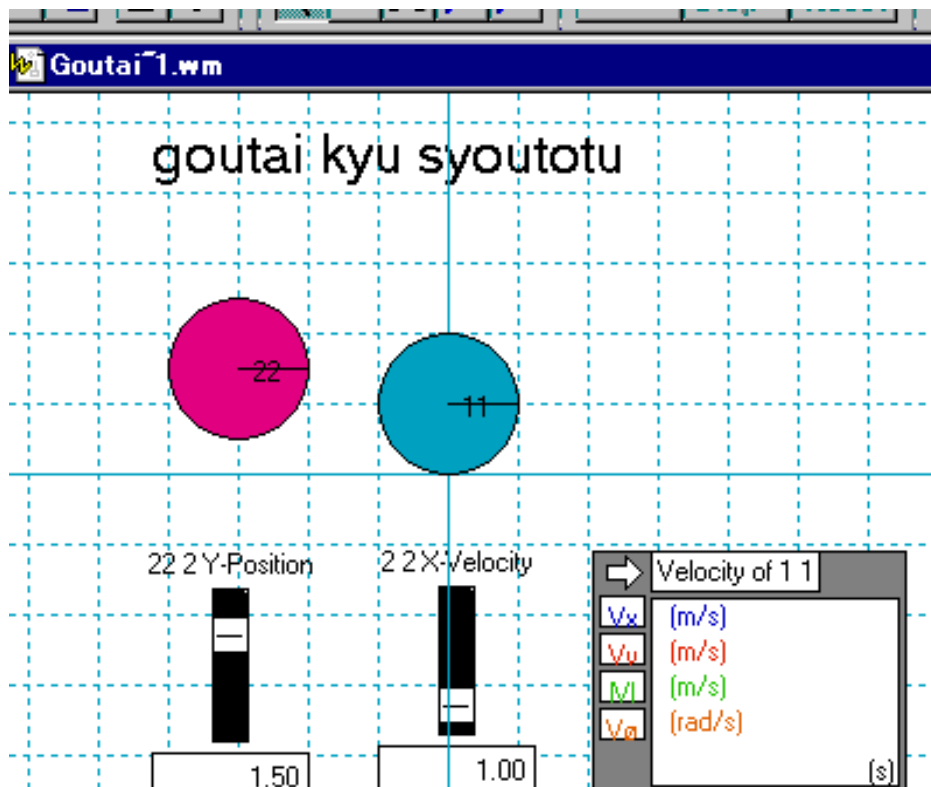 Goutai~1.wm
goutai kyu syoutotu
22
11
22 2 Y-Position
2 2 X-Velocity
Velocity of 1 1
Vx (m/s)
Vy (m/s)
|V| (m/s)
Vø (rad/s)
1.50
1.00
(s)